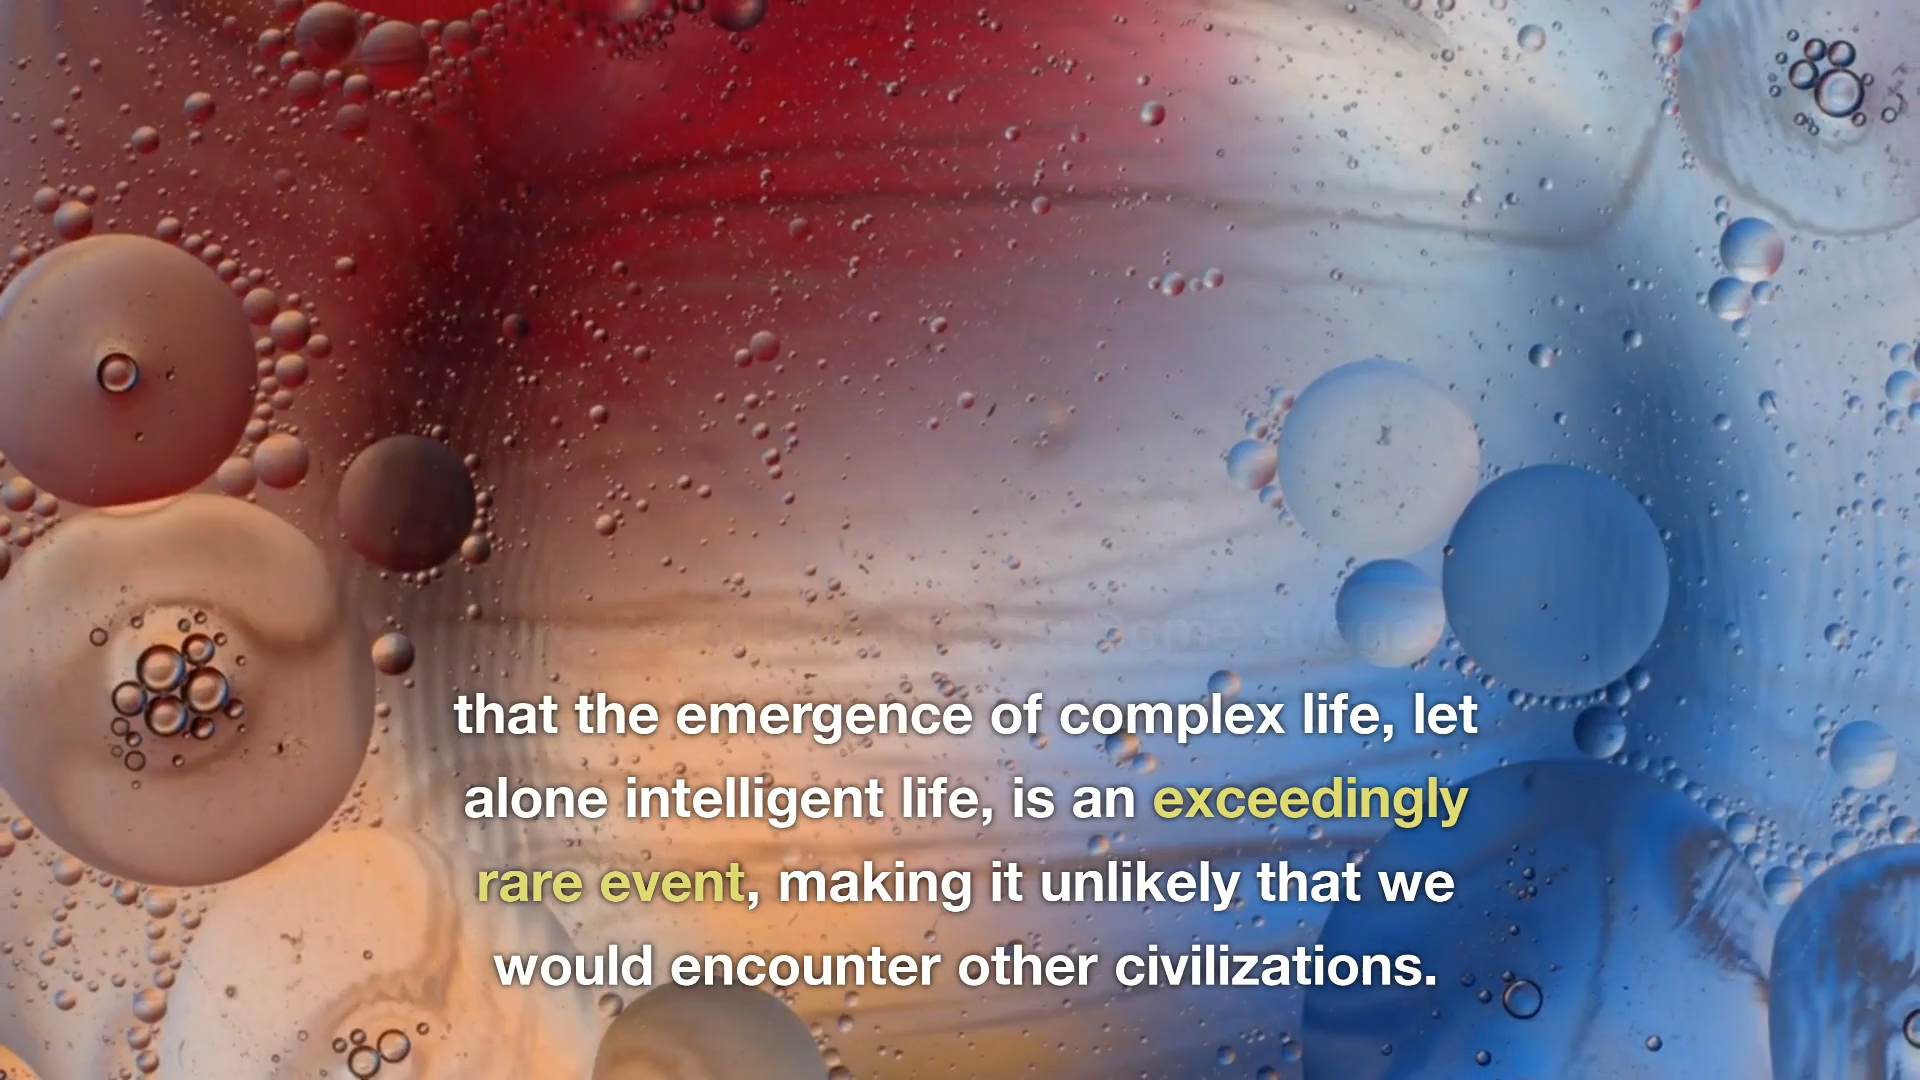 that the emergence of complex life, let
alone intelligent life, is an exceedingly
rare event, making it unlikely that we
would encounter other civilizations.